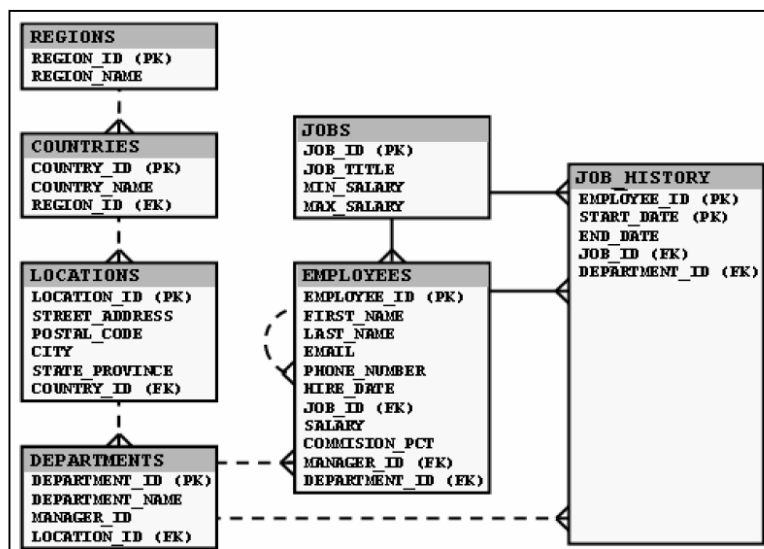 REGIONS
REGION_ID (PK)
REGION_NAME
COUNTRIES
COUNTRY_ID (PK)
COUNTRY_NAME
REGION_ID (FK)
LOCATIONS
LOCATION_ID (PK)
STREET_ADDRESS
POSTAL_CODE
CITY
STATE_PROVINCE
COUNTRY_ID (FK)
DEPARTMENTS
DEPARTMENT_ID (PK)
DEPARTMENT_NAME
MANAGER_ID
LOCATION_ID (FK)
JOBS
JOB_ID (PK)
JOB_TITLE
MIN_SALARY
MAX_SALARY
EMPLOYEES
EMPLOYEE_ID (PK)
FIRST_NAME
LAST_NAME
EMAIL
PHONE_NUMBER
HIRE_DATE
JOB_ID (FK)
SALARY
COMMISION_PCT
MANAGER_ID (FK)
DEPARTMENT_ID (FK)
JOB_HISTORY
EMPLOYEE_ID (PK)
START_DATE (PK)
END_DATE
JOB_ID (FK)
DEPARTMENT_ID (FK)